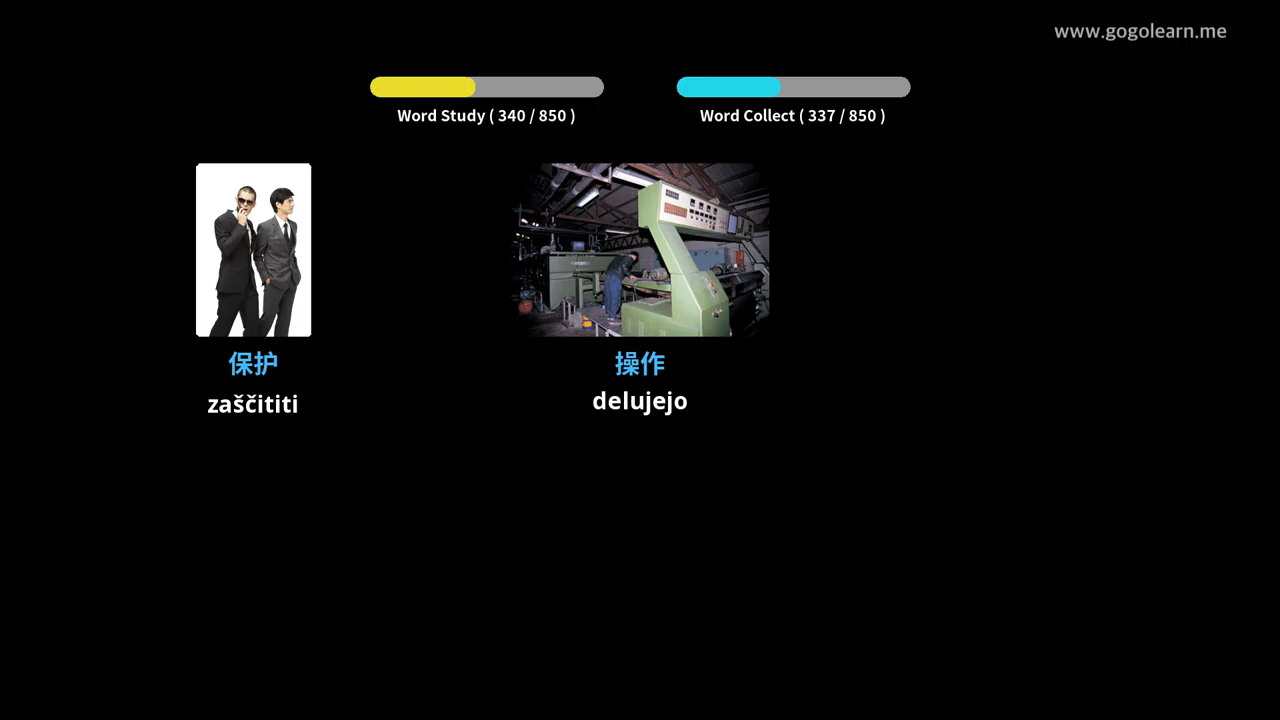 www.gogolearn.me
Word Study ( 340 / 850 )
Word Collect ( 337 / 850 )
保护
zaščititi
操作
delujejo